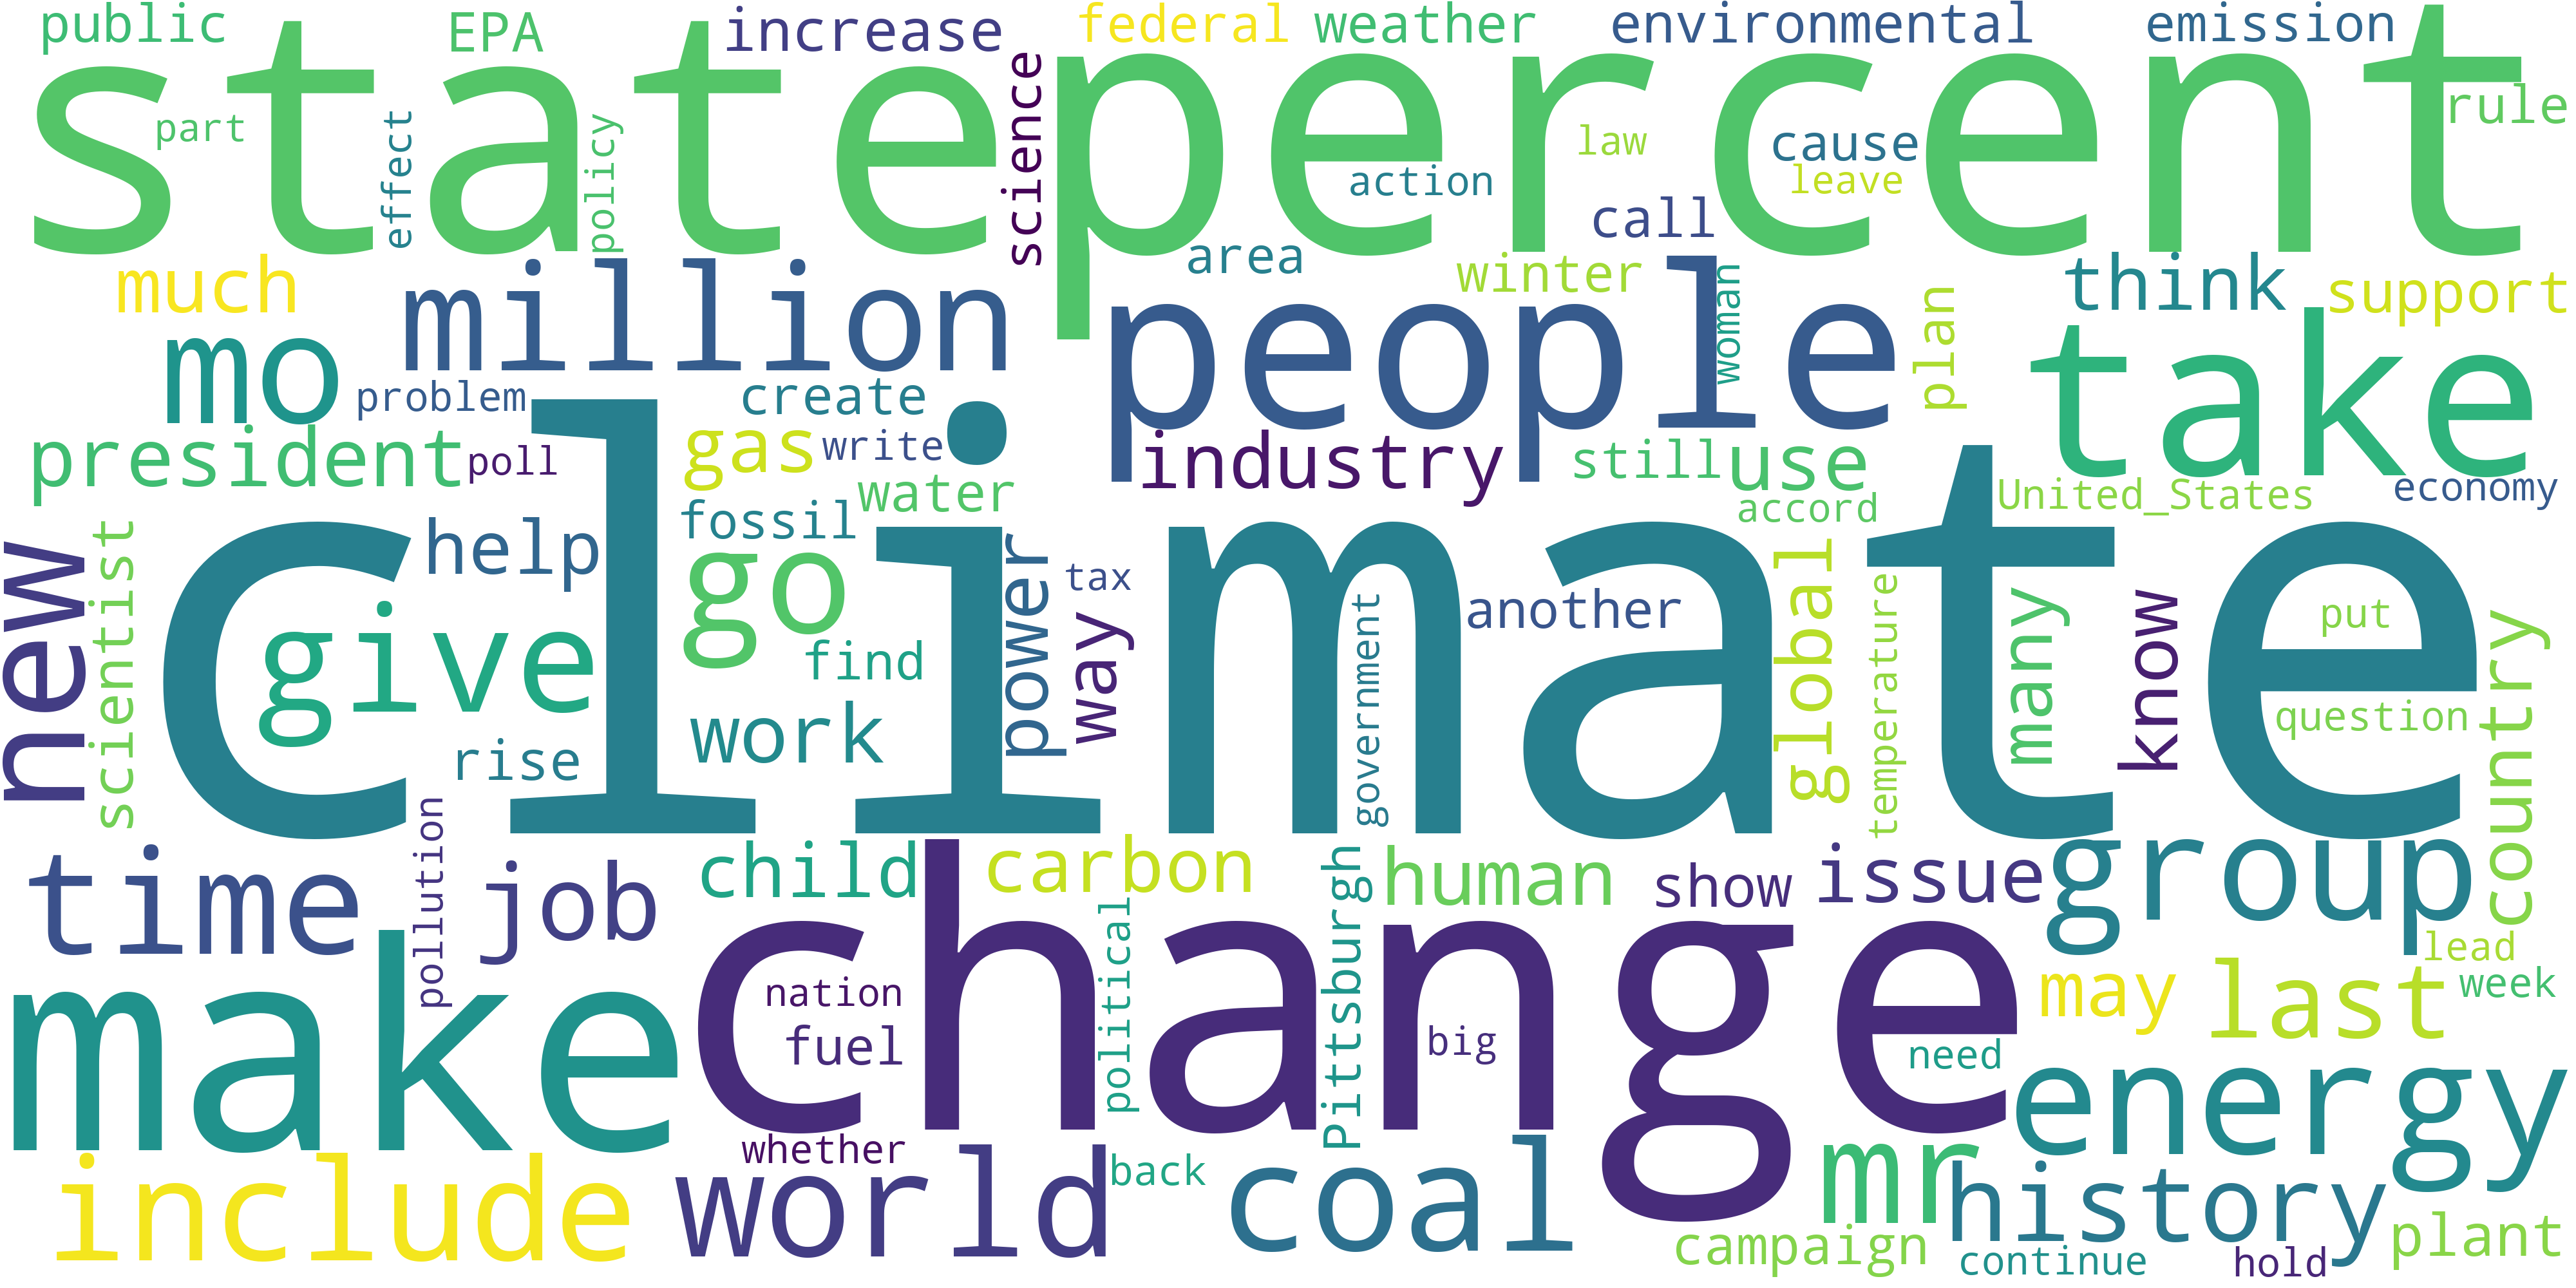 public
EPA
increase
federal
weather
environmental
emission
state
percent
science
rule
part
effect
policy
law
cause
action
leave
call
area
much
million
people
winter
woman
plan
think
support
mo
take
problem
create
president
poll
gas
write
industry
still
use
water
accord
United_States
economy
climate
fossil
new
scientist
help
go
power
tax
way
another
global
temperature
many
know
put
country
give
find
government
work
question
rise
pollution
time
job
child
carbon
human
show
issue
group
political
Pittsburgh
change
lead
make
nation
may
last
week
fuel
big
need
energy
whether
include
world
back
coal
mr
history
campaign
continue
hold
plant